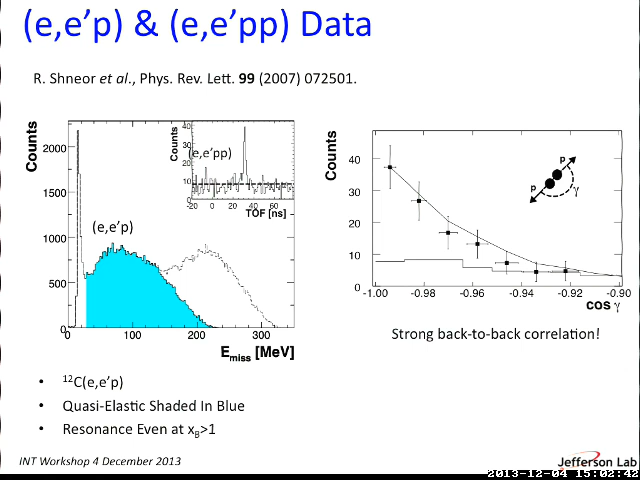 (e,e'p) & (e,e'pp) Data
R. Shneor et al., Phys. Rev. Lett. 99 (2007) 072501.
Counts
2000
1500
1000
500
0
100
200
300
E_miss [MeV]
(e,e'p)
Counts
40
30
20
10
0
-20
0
20
40
60
TOF [ns]
(e,e'pp)
Counts
40
30
20
10
0
-1.00
-0.98
-0.96
-0.94
-0.92
-0.90
cos γ
p
p
γ
Strong back-to-back correlation!
• ¹²C(e,e'p)
• Quasi-Elastic Shaded In Blue
• Resonance Even at x_B>1
INT Workshop 4 December 2013
Jefferson Lab
2013-12-04 15:02:42